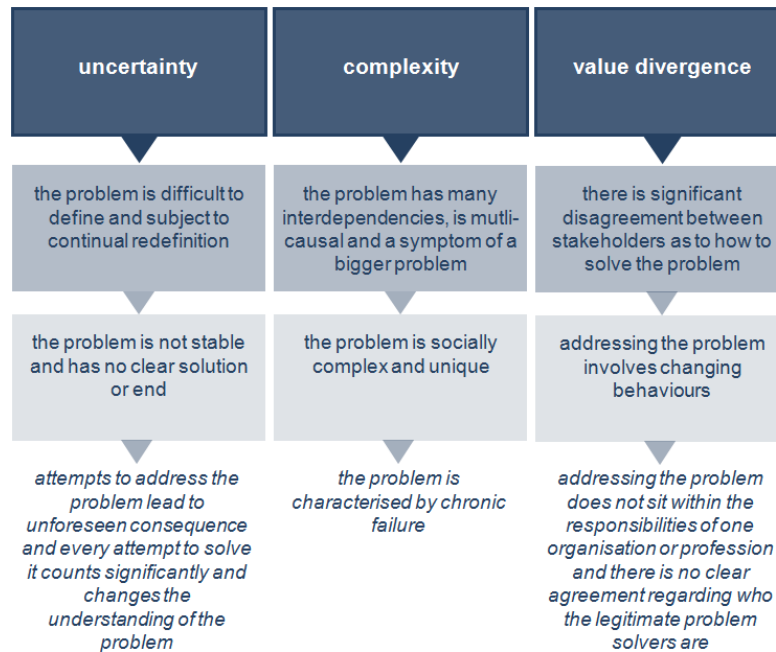 uncertainty
complexity
value divergence
the problem is difficult to
define and subject to
continual redefinition
the problem has many
interdependencies, is mutli-
causal and a symptom of a
bigger problem
there is significant
disagreement between
stakeholders as to how to
solve the problem
the problem is not stable
and has no clear solution
or end
the problem is socially
complex and unique
addressing the problem
involves changing
behaviours
attempts to address the
problem lead to
unforeseen consequence
and every attempt to solve
it counts significantly and
changes the
understanding of the
problem
the problem is
characterised by chronic
failure
addressing the problem
does not sit within the
responsibilities of one
organisation or profession
and there is no clear
agreement regarding who
the legitimate problem
solvers are